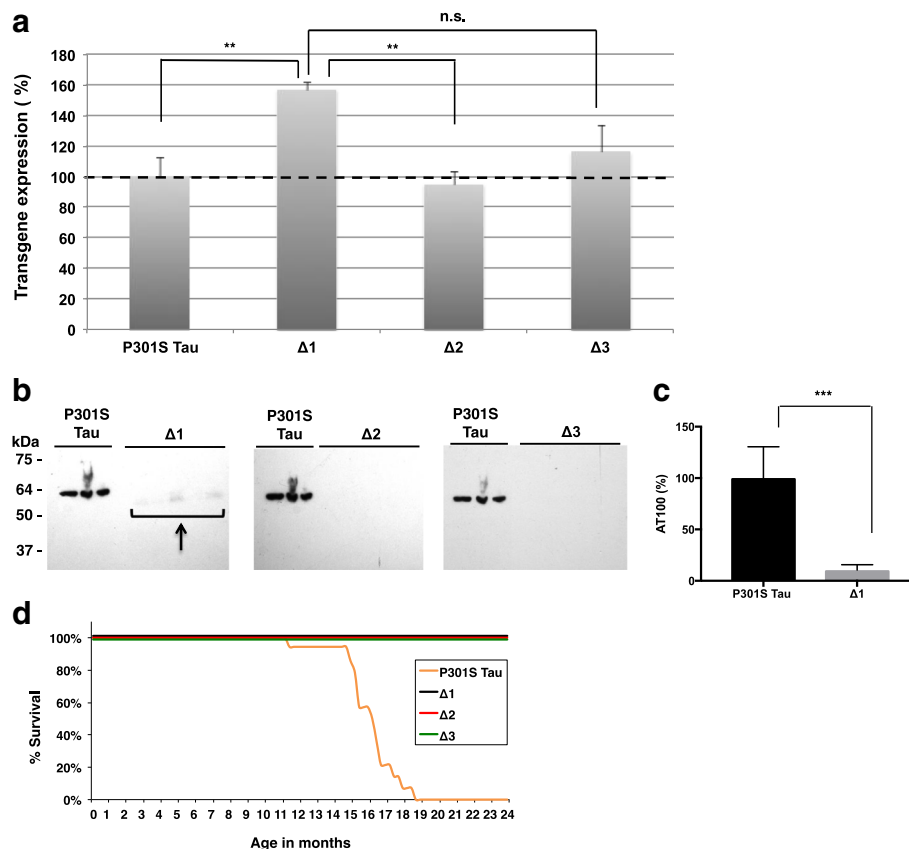 a
n.s.
**
**
Transgene expression ( %)
180
160
140
120
100
80
60
40
20
0
P301S Tau
Δ1
Δ2
Δ3
b
P301S
Tau
Δ1
P301S
Tau
Δ2
P301S
Tau
Δ3
kDa
75 -
64 -
50 -
37 -
c
***
AT100 (%)
150
100
50
0
P301S Tau
Δ1
d
% Survival
100%
80%
60%
40%
20%
0%
P301S Tau
Δ1
Δ2
Δ3
0 1 2 3 4 5 6 7 8 9 10 11 12 13 14 15 16 17 18 19 20 21 22 23 24
Age in months